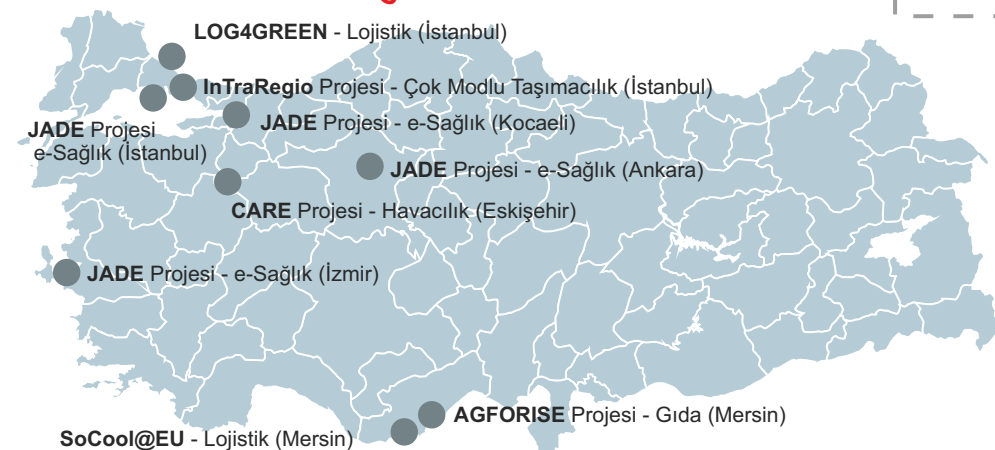 LOG4GREEN - Lojistik (İstanbul)
InTraRegio Projesi - Çok Modlu Taşımacılık (İstanbul)
JADE Projesi - e-Sağlık (Kocaeli)
JADE Projesi
e-Sağlık (İstanbul)
JADE Projesi - e-Sağlık (Ankara)
CARE Projesi - Havacılık (Eskişehir)
JADE Projesi - e-Sağlık (İzmir)
AGFORISE Projesi - Gıda (Mersin)
SoCool@EU - Lojistik (Mersin)